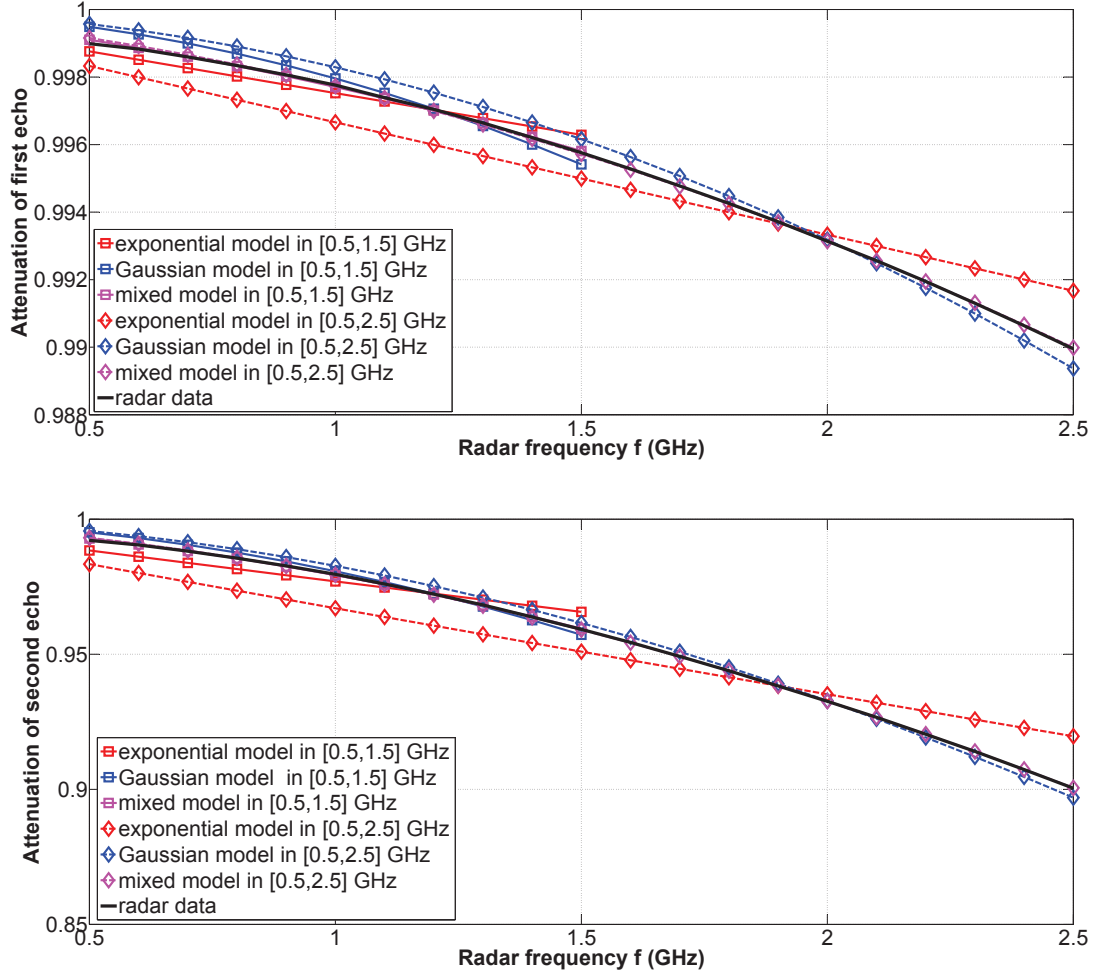 1
0.998
0.996
0.994
0.992
0.99
0.988
Attenuation of first echo
exponential model in [0.5,1.5] GHz
Gaussian model in [0.5,1.5] GHz
mixed model in [0.5,1.5] GHz
exponential model in [0.5,2.5] GHz
Gaussian model in [0.5,2.5] GHz
mixed model in [0.5,2.5] GHz
radar data
0.5 1 1.5 2 2.5
Radar frequency f (GHz)
1
0.95
0.9
0.85
Attenuation of second echo
exponential model in [0.5,1.5] GHz
Gaussian model  in [0.5,1.5] GHz
mixed model in [0.5,1.5] GHz
exponential model in [0.5,2.5] GHz
Gaussian model in [0.5,2.5] GHz
mixed model in [0.5,2.5] GHz
radar data
0.5 1 1.5 2 2.5
Radar frequency f (GHz)